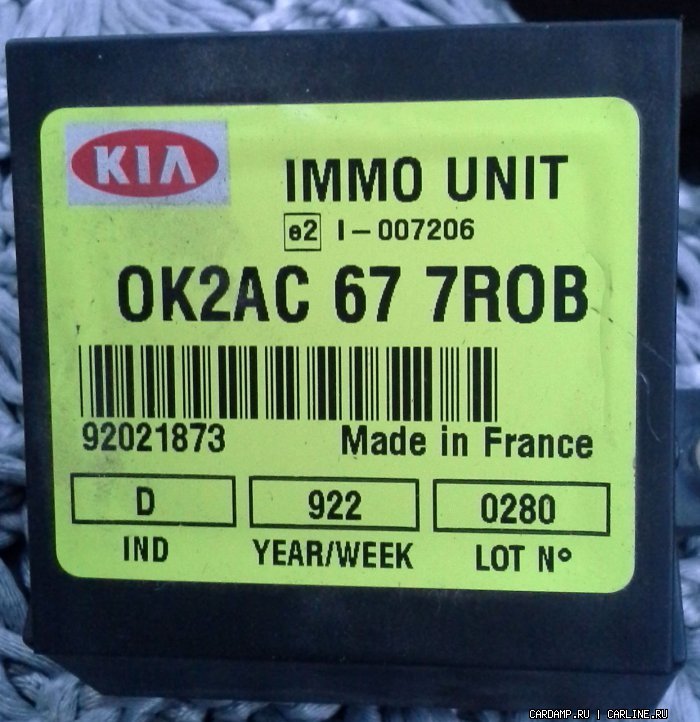 KIA
IMMO UNIT
e2 I-007206
OK2AC 67 7ROB
92021873 Made in France
D 922 0280
IND YEAR/WEEK LOT Nº
CARDAMP.RU | CARLINE.RU